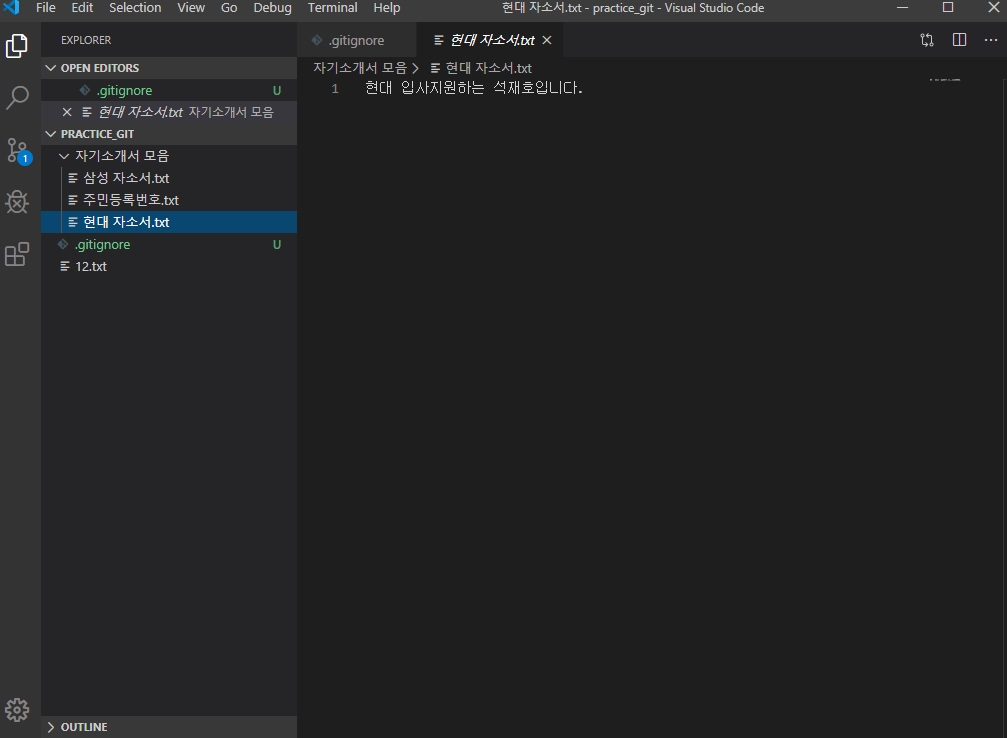 File Edit Selection View Go Debug Terminal Help 현대 자소서.txt - practice_git - Visual Studio Code
EXPLORER
OPEN EDITORS
.gitignore U
현대 자소서.txt 자기소개서 모음
PRACTICE_GIT
자기소개서 모음
삼성 자소서.txt
주민등록번호.txt
현대 자소서.txt
.gitignore U
12.txt
OUTLINE
1
.gitignore 현대 자소서.txt
자기소개서 모음 > 현대 자소서.txt
1 현대 입사지원하는 석재호입니다.